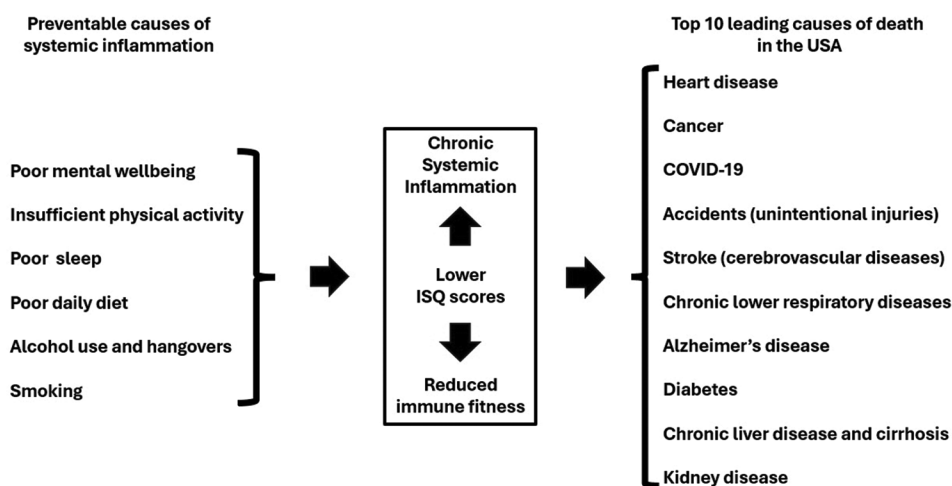 Preventable causes of
systemic inflammation
Poor mental wellbeing
Insufficient physical activity
Poor sleep
Poor daily diet
Alcohol use and hangovers
Smoking
Chronic
Systemic
Inflammation
Lower
ISQ scores
Reduced
immune fitness
Top 10 leading causes of death
in the USA
Heart disease
Cancer
COVID-19
Accidents (unintentional injuries)
Stroke (cerebrovascular diseases)
Chronic lower respiratory diseases
Alzheimer's disease
Diabetes
Chronic liver disease and cirrhosis
Kidney disease